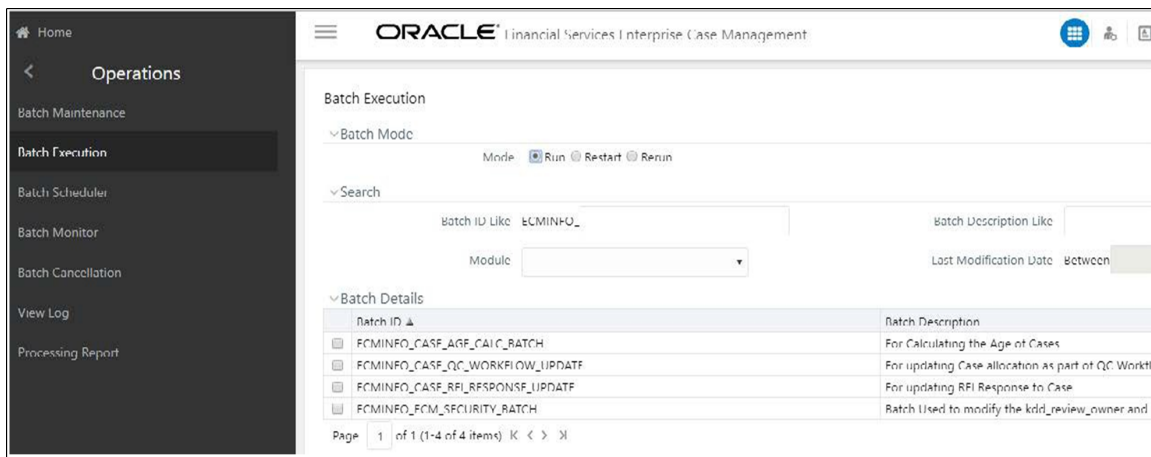 Home
ORACLE Financial Services Enterprise Case Management
Operations
Batch Maintenance
Batch Execution
Batch Scheduler
Batch Monitor
Batch Cancellation
View Log
Processing Report
Batch Execution
Batch Mode
Mode Run Restart Rerun
Search
Batch ID Like ECMINFO_ Batch Description Like
Module Last Modification Date Between
Batch Details
Batch ID Batch Description
ECMINFO_CASE_AGE_CALC_BATCH For Calculating the Age of Cases
ECMINFO_CASE_QC_WORKFLOW_UPDATE For updating Case allocation as part of QC Workfl
ECMINFO_CASE_RFI_RESPONSE_UPDATE For updating RFI Response to Case
ECMINFO_ECM_SECURITY_BATCH Batch Used to modify the kdd_review_owner and
Page 1 of 1 (1-4 of 4 items)